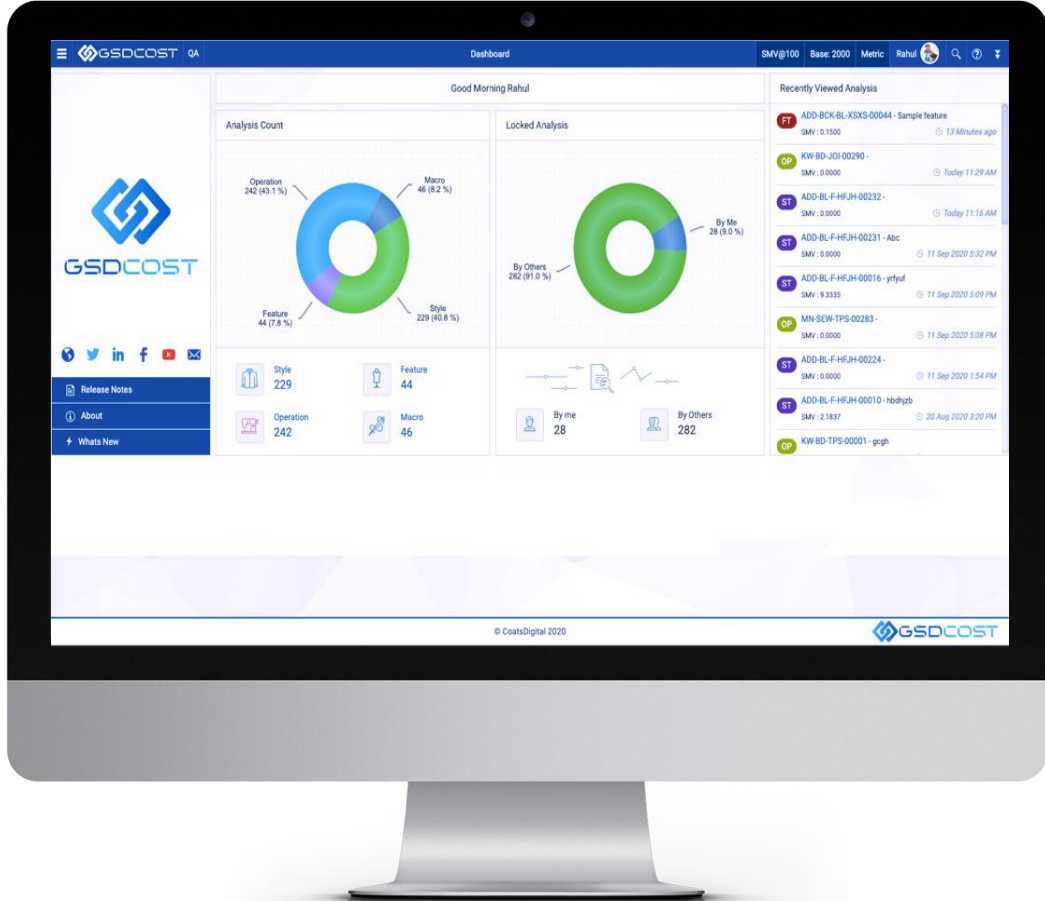 GSDCOST QA
Dashboard
SMV@100 Base: 2000 Metric Rahul
Good Morning Rahul
GSDCOST
Release Notes
About
Whats New
Analysis Count
Operation
242 (43.1 %)
Macro
46 (8.2 %)
Feature
44 (7.8 %)
Style
229 (40.8 %)
Style
229
Feature
44
Operation
242
Macro
46
Locked Analysis
By Me
28 (9.0 %)
By Others
282 (91.0 %)
By me
28
By Others
282
Recently Viewed Analysis
FT ADD-BCK-BL-XSXS-00044 - Sample feature
SMV : 0.1500 13 Minutes ago
OP KW-BD-JOI-00290 -
SMV : 0.0000 Today 11:29 AM
ST ADD-BL-F-HFJH-00232 -
SMV : 0.0000 Today 11:16 AM
ST ADD-BL-F-HFJH-00231 - Abc
SMV : 0.0000 11 Sep 2020 5:32 PM
ST ADD-BL-F-HFJH-00016 - yrfyuf
SMV : 9.3335 11 Sep 2020 5:09 PM
OP MN-SEW-TPS-00283 -
SMV : 0.0000 11 Sep 2020 5:08 PM
ST ADD-BL-F-HFJH-00224 -
SMV : 0.0000 11 Sep 2020 1:54 PM
ST ADD-BL-F-HFJH-00010 - hbdhjzb
SMV : 2.1837 20 Aug 2020 3:20 PM
OP KW-BD-TPS-00001 - gcgh
© CoatsDigital 2020
GSDCOST